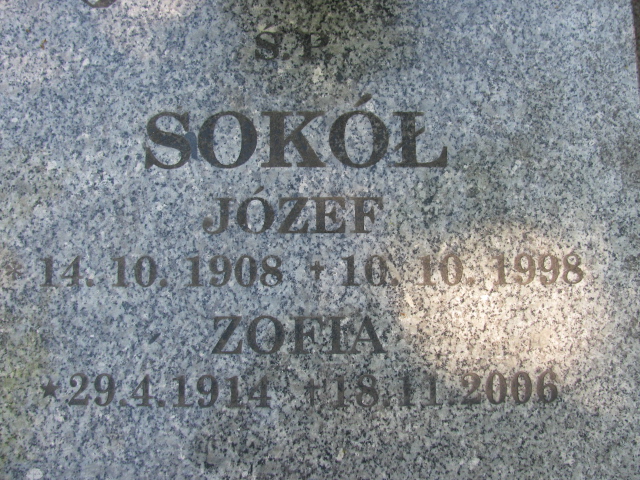 Ś.P.
SOKÓŁ
JÓZEF
* 14. 10. 1908 + 10. 10. 1998
ZOFIA
* 29.4.1914 + 18.11.2006